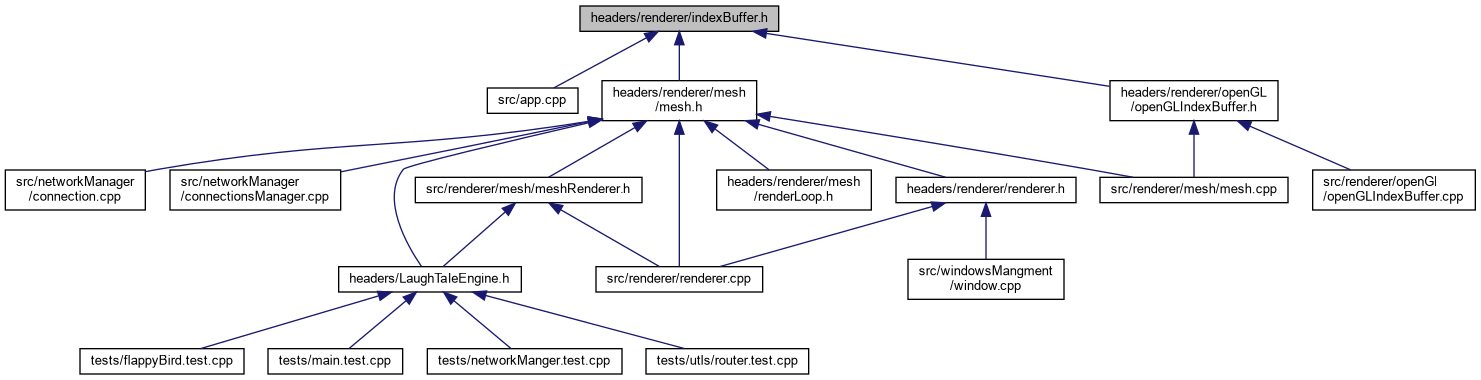 headers/renderer/indexBuffer.h
src/app.cpp
headers/renderer/mesh
/mesh.h
headers/renderer/openGL
/openGLIndexBuffer.h
src/networkManager
/connection.cpp
src/networkManager
/connectionsManager.cpp
src/renderer/mesh/meshRenderer.h
headers/renderer/mesh
/renderLoop.h
headers/renderer/renderer.h
src/renderer/mesh/mesh.cpp
src/renderer/openGl
/openGLIndexBuffer.cpp
headers/LaughTaleEngine.h
src/renderer/renderer.cpp
src/windowsMangment
/window.cpp
tests/flappyBird.test.cpp
tests/main.test.cpp
tests/networkManger.test.cpp
tests/utls/router.test.cpp